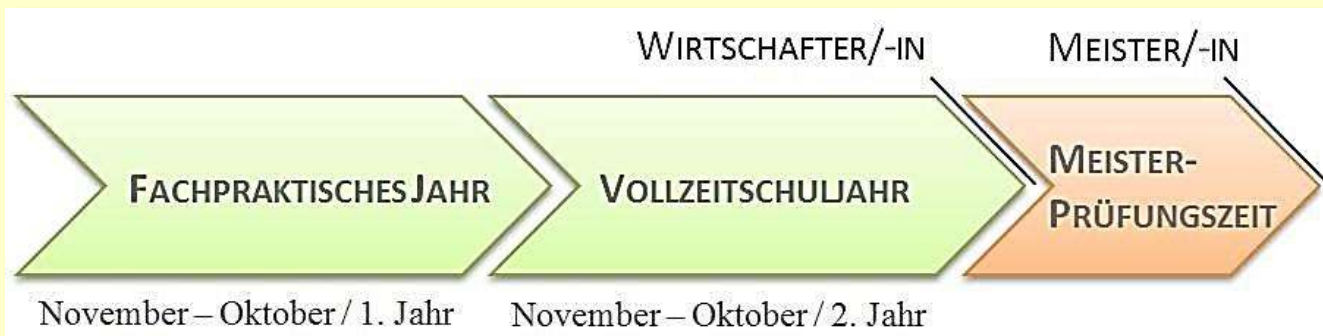 WIRTSCHAFTER/-IN
MEISTER/-IN
FACHPRAKTISCHES JAHR
VOLLZEITSCHULJAHR
MEISTER-
PRÜFUNGSZEIT
November – Oktober / 1. Jahr
November – Oktober / 2. Jahr